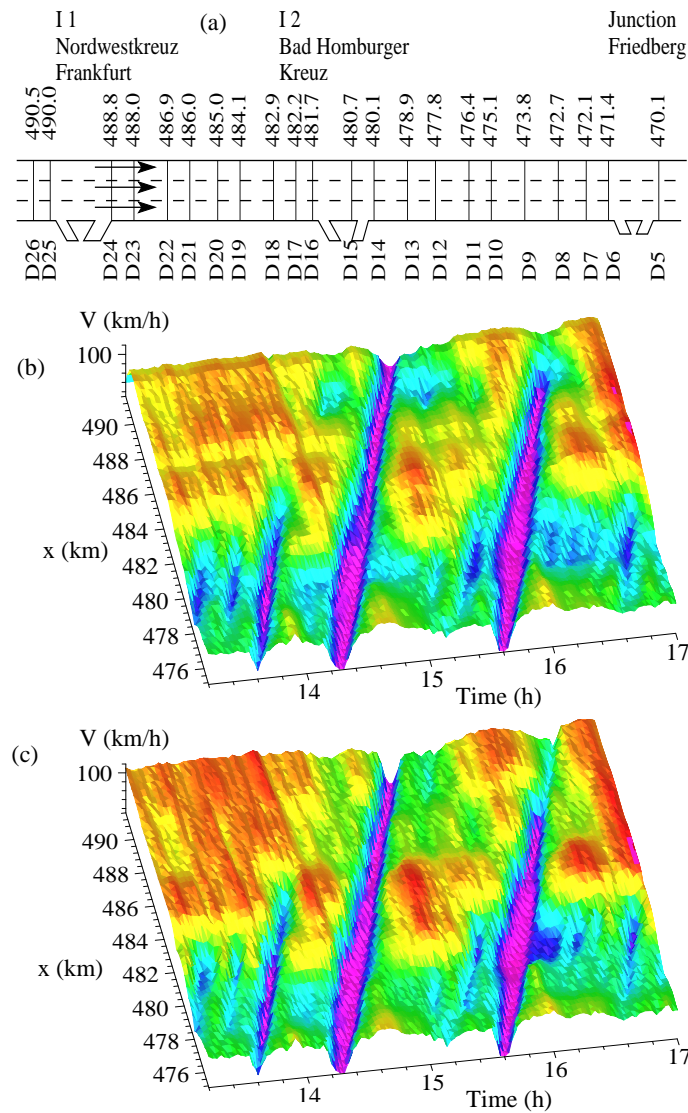 I 1
Nordwestkreuz
Frankfurt
(a)
I 2
Bad Homburger
Kreuz
Junction
Friedberg
490.5 490.0 488.8 488.0 486.9 486.0 485.0 484.1 482.9 482.2 481.7 480.7 480.1 478.9 477.8 476.4 475.1 473.8 472.7 472.1 471.4 470.1
D26 D25 D24 D23 D22 D21 D20 D19 D18 D17 D16 D15 D14 D13 D12 D11 D10 D9 D8 D7 D6 D5
V (km/h)
(b)
100
490
488
486
484
482
480
478
476
x (km)
14
15
16
17
Time (h)
V (km/h)
(c)
100
490
488
486
484
482
480
478
476
x (km)
14
15
16
17
Time (h)